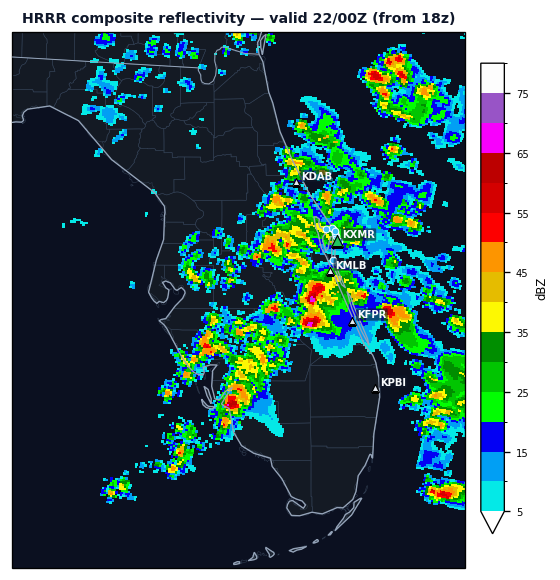 HRRR composite reflectivity — valid 22/00Z (from 18z)
KDAB
KXMR
KMLB
KFPR
KPBI
75
65
55
45
35
25
15
5
dBZ